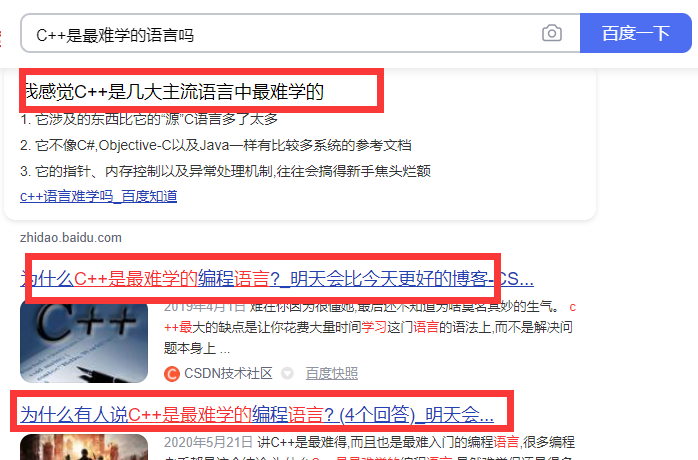 C++是最难学的语言吗
百度一下
我感觉C++是几大主流语言中最难学的
1. 它涉及的东西比它的“源”C语言多了太多
2. 它不像C#,Objective-C以及Java一样有比较多系统的参考文档
3. 它的指针、内存控制以及异常处理机制,往往会搞得新手焦头烂额
c++语言难学吗_百度知道
zhidao.baidu.com
为什么C++是最难学的编程语言?_明天会比今天更好的博客-CS...
C++
2019年4月1日 难在你因为很懂她,最后还不知道为啥莫名其妙的生气。 c
++最大的缺点是让你花费大量时间学习这门语言的语法上,而不是解决问
题本身上 ...
CSDN技术社区
百度快照
为什么有人说C++是最难学的编程语言? (4个回答)_明天会...
2020年5月21日 讲C++是最难得,而且也是最难入门的编程语言,很多编程